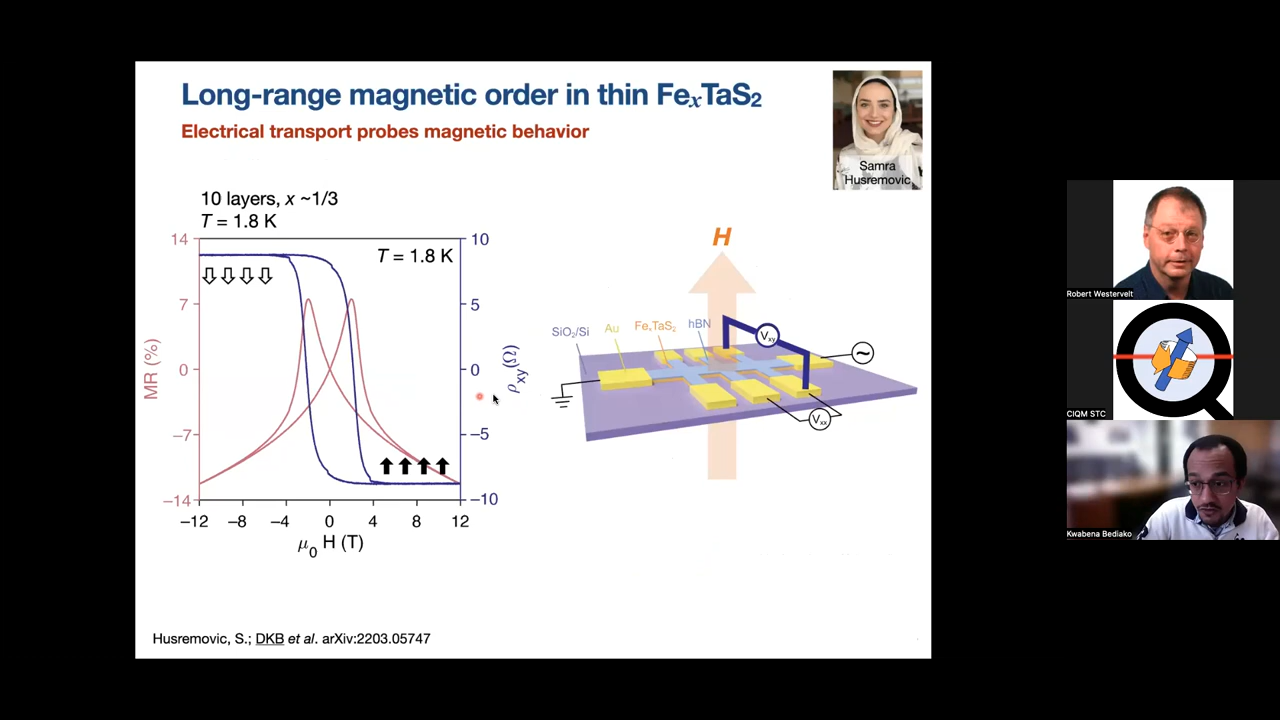 Long-range magnetic order in thin FexTaS2
Electrical transport probes magnetic behavior
Samra
Husremovic
10 layers, x ~1/3
T = 1.8 K
T = 1.8 K
14
7
0
−7
−14
MR (%)
10
5
0
−5
−10
ρxy(Ω)
−12 −8 −4 0 4 8 12
μ0 H (T)
H
SiO2/Si
Au
FexTaS2
hBN
Vxy
~
Vxx
Husremovic, S.; DKB et al. arXiv:2203.05747
Robert Westervelt
CIQM STC
Kwabena Bediako